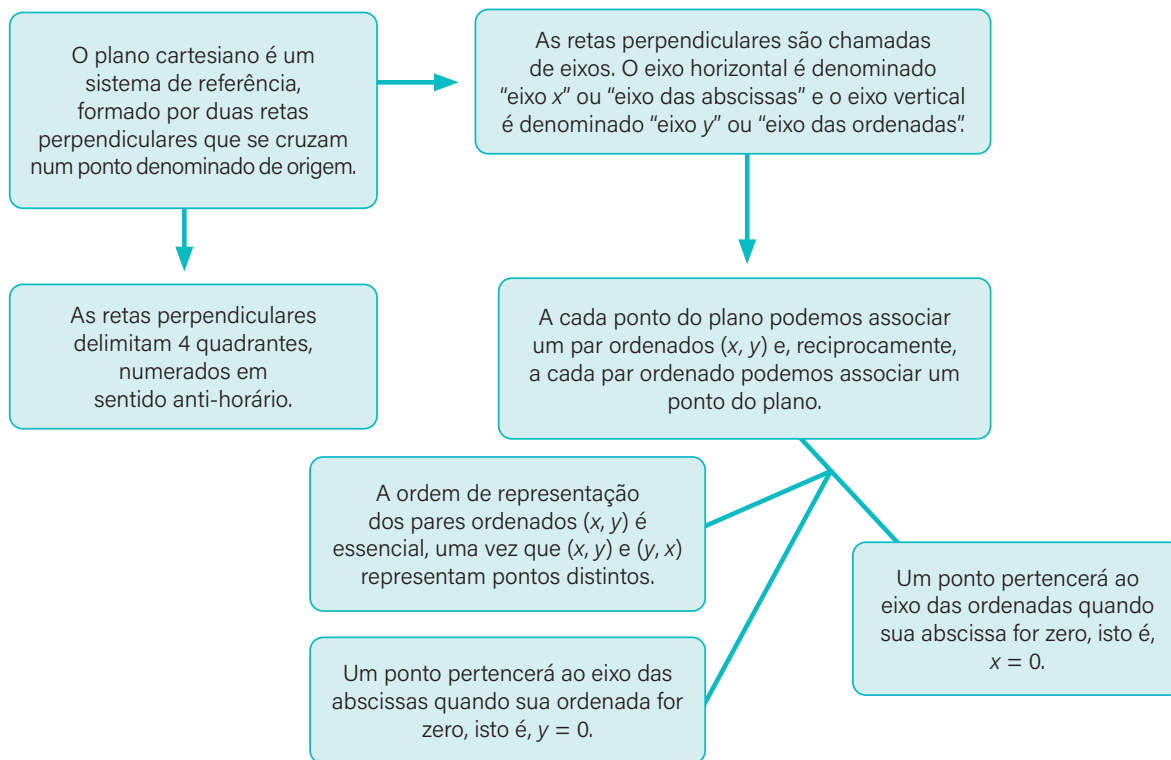 O plano cartesiano é um
sistema de referência,
formado por duas retas
perpendiculares que se cruzam
num ponto denominado de origem.
As retas perpendiculares são chamadas
de eixos. O eixo horizontal é denominado
“eixo x” ou “eixo das abscissas” e o eixo vertical
é denominado “eixo y” ou “eixo das ordenadas”.
As retas perpendiculares
delimitam 4 quadrantes,
numerados em
sentido anti-horário.
A cada ponto do plano podemos associar
um par ordenados (x, y) e, reciprocamente,
a cada par ordenado podemos associar um
ponto do plano.
A ordem de representação
dos pares ordenados (x, y) é
essencial, uma vez que (x, y) e (y, x)
representam pontos distintos.
Um ponto pertencerá ao
eixo das ordenadas quando
sua abscissa for zero, isto é,
x = 0.
Um ponto pertencerá ao eixo das
abscissas quando sua ordenada for
zero, isto é, y = 0.